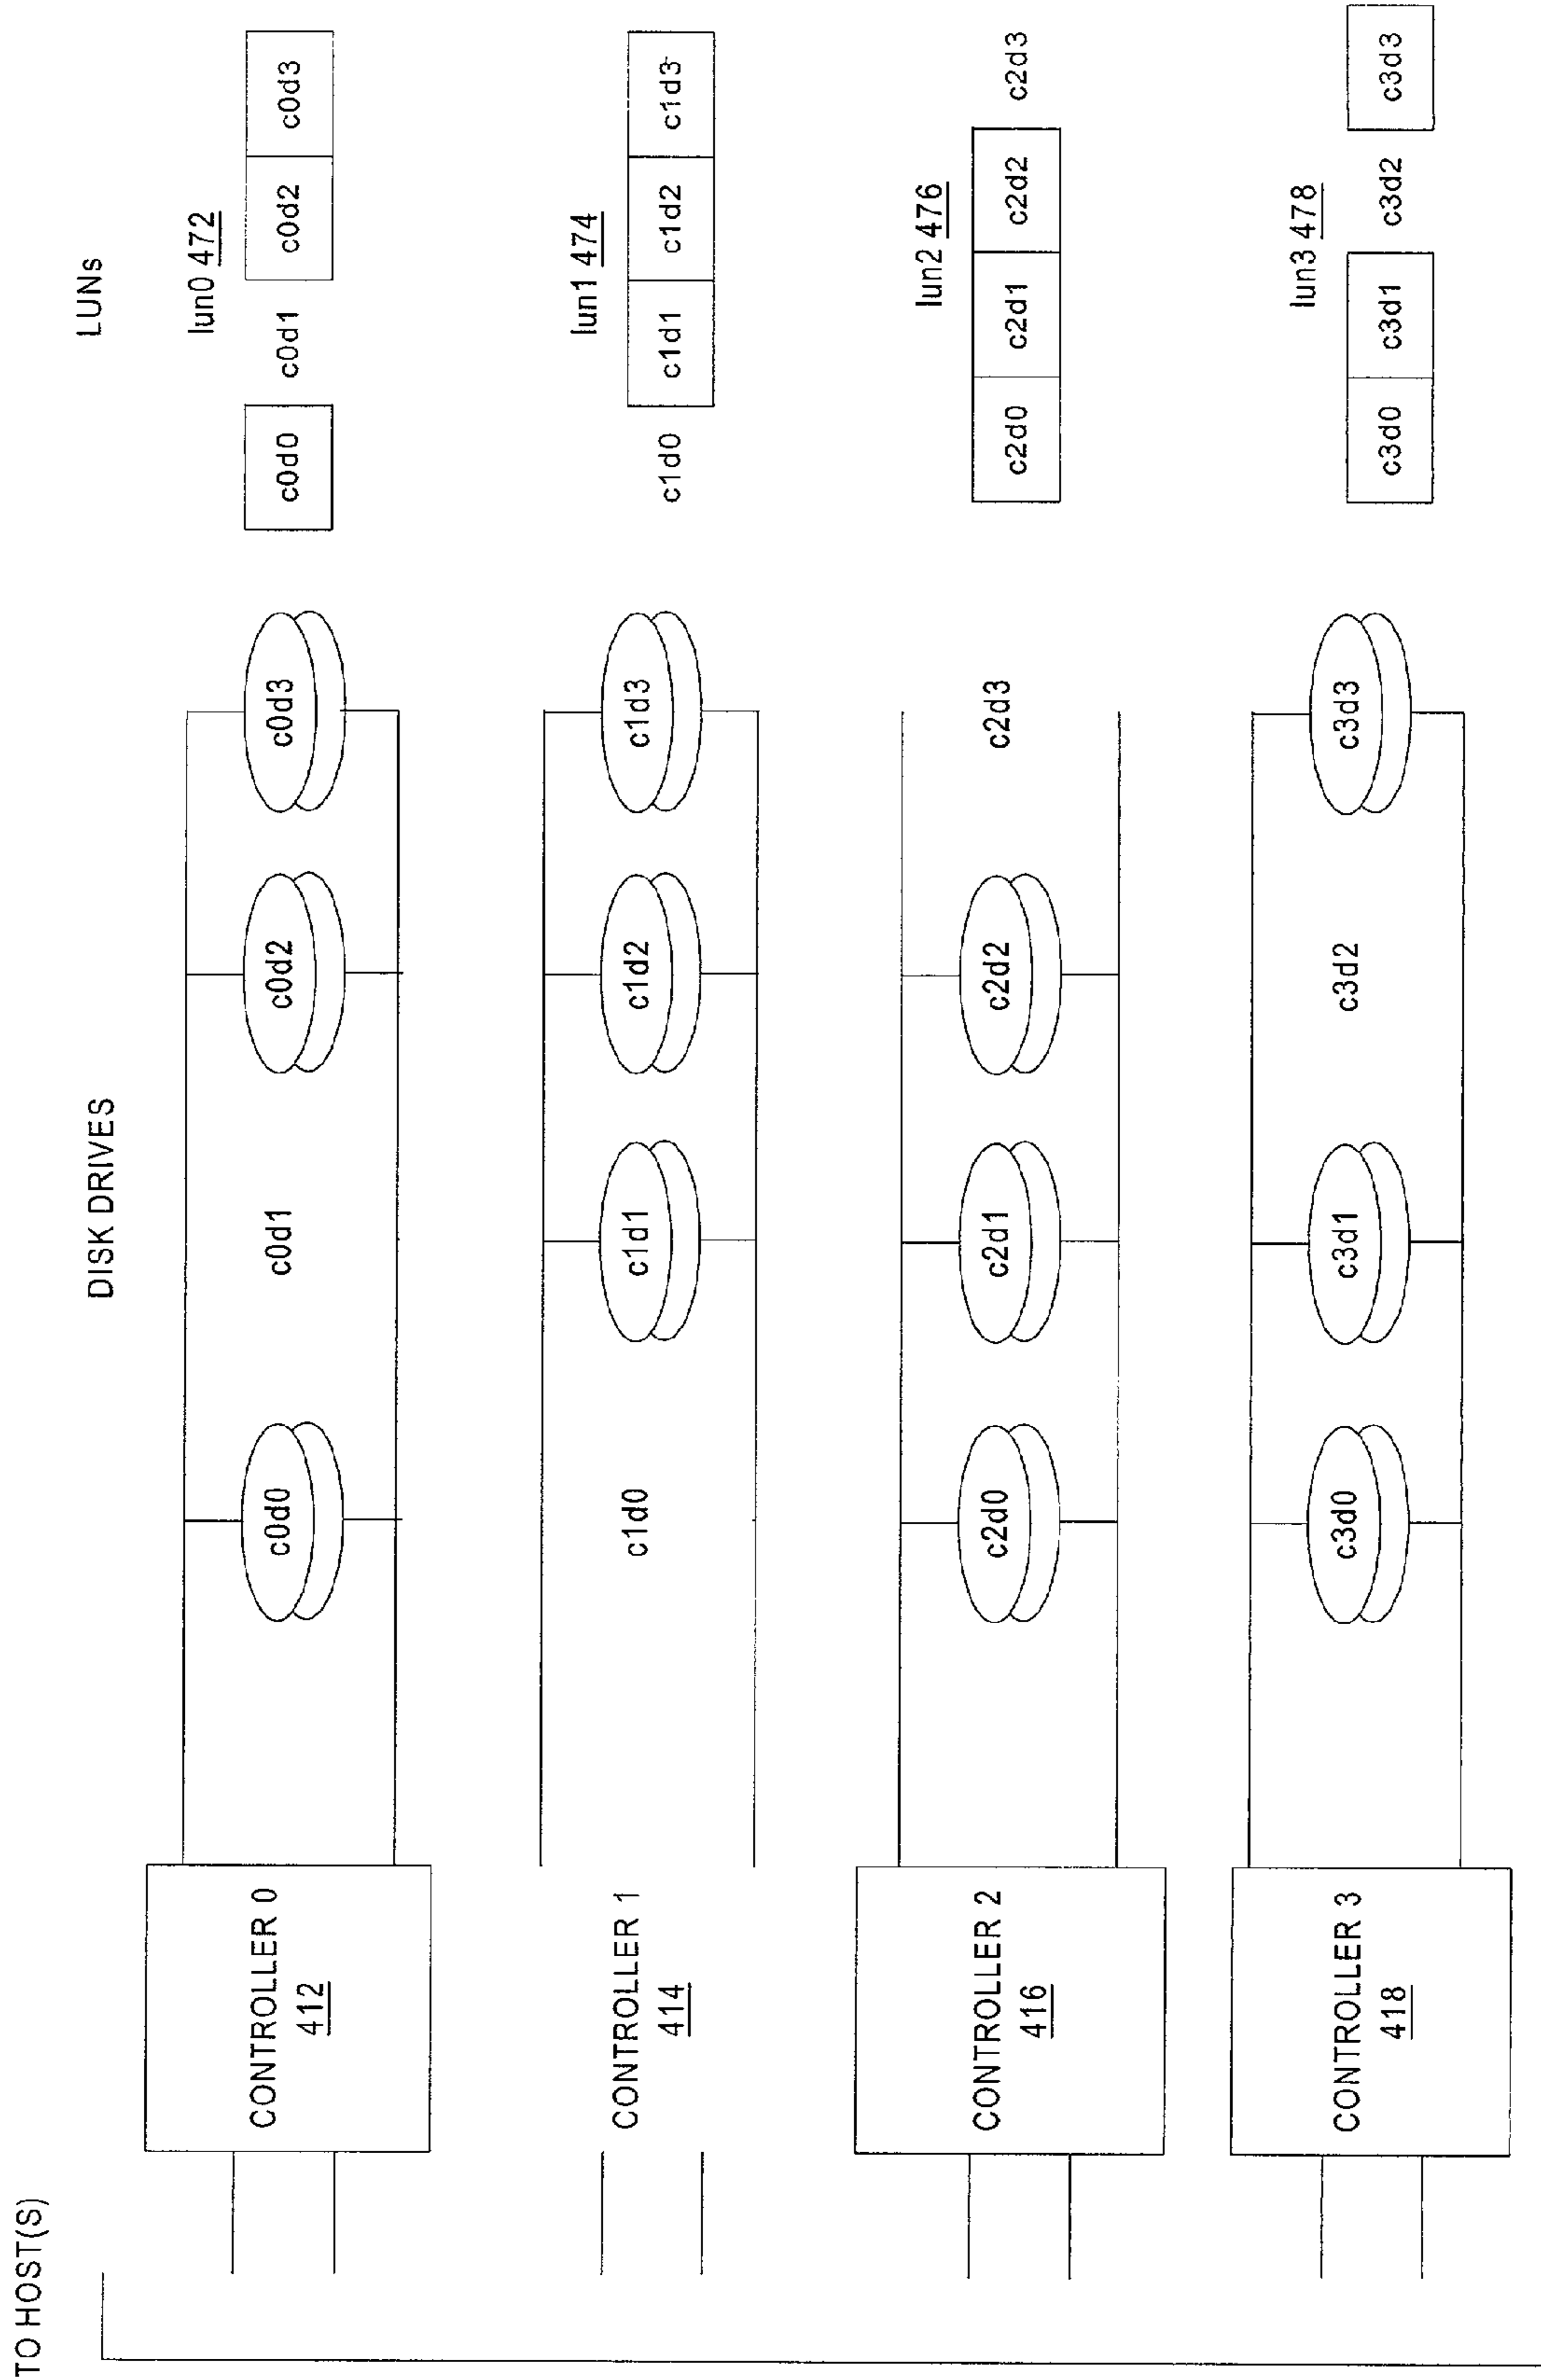 TO HOST(S)
DISK DRIVES
LUNs
CONTROLLER 0
412
c0d0
c0d1
c0d2
c0d3
lun0 472
c0d0
c0d1
c0d2
c0d3
CONTROLLER 1
414
c1d0
c1d1
c1d2
c1d3
lun1 474
c1d0
c1d1
c1d2
c1d3
CONTROLLER 2
416
c2d0
c2d1
c2d2
c2d3
lun2 476
c2d0
c2d1
c2d2
c2d3
CONTROLLER 3
418
c3d0
c3d1
c3d2
c3d3
lun3 478
c3d0
c3d1
c3d2
c3d3